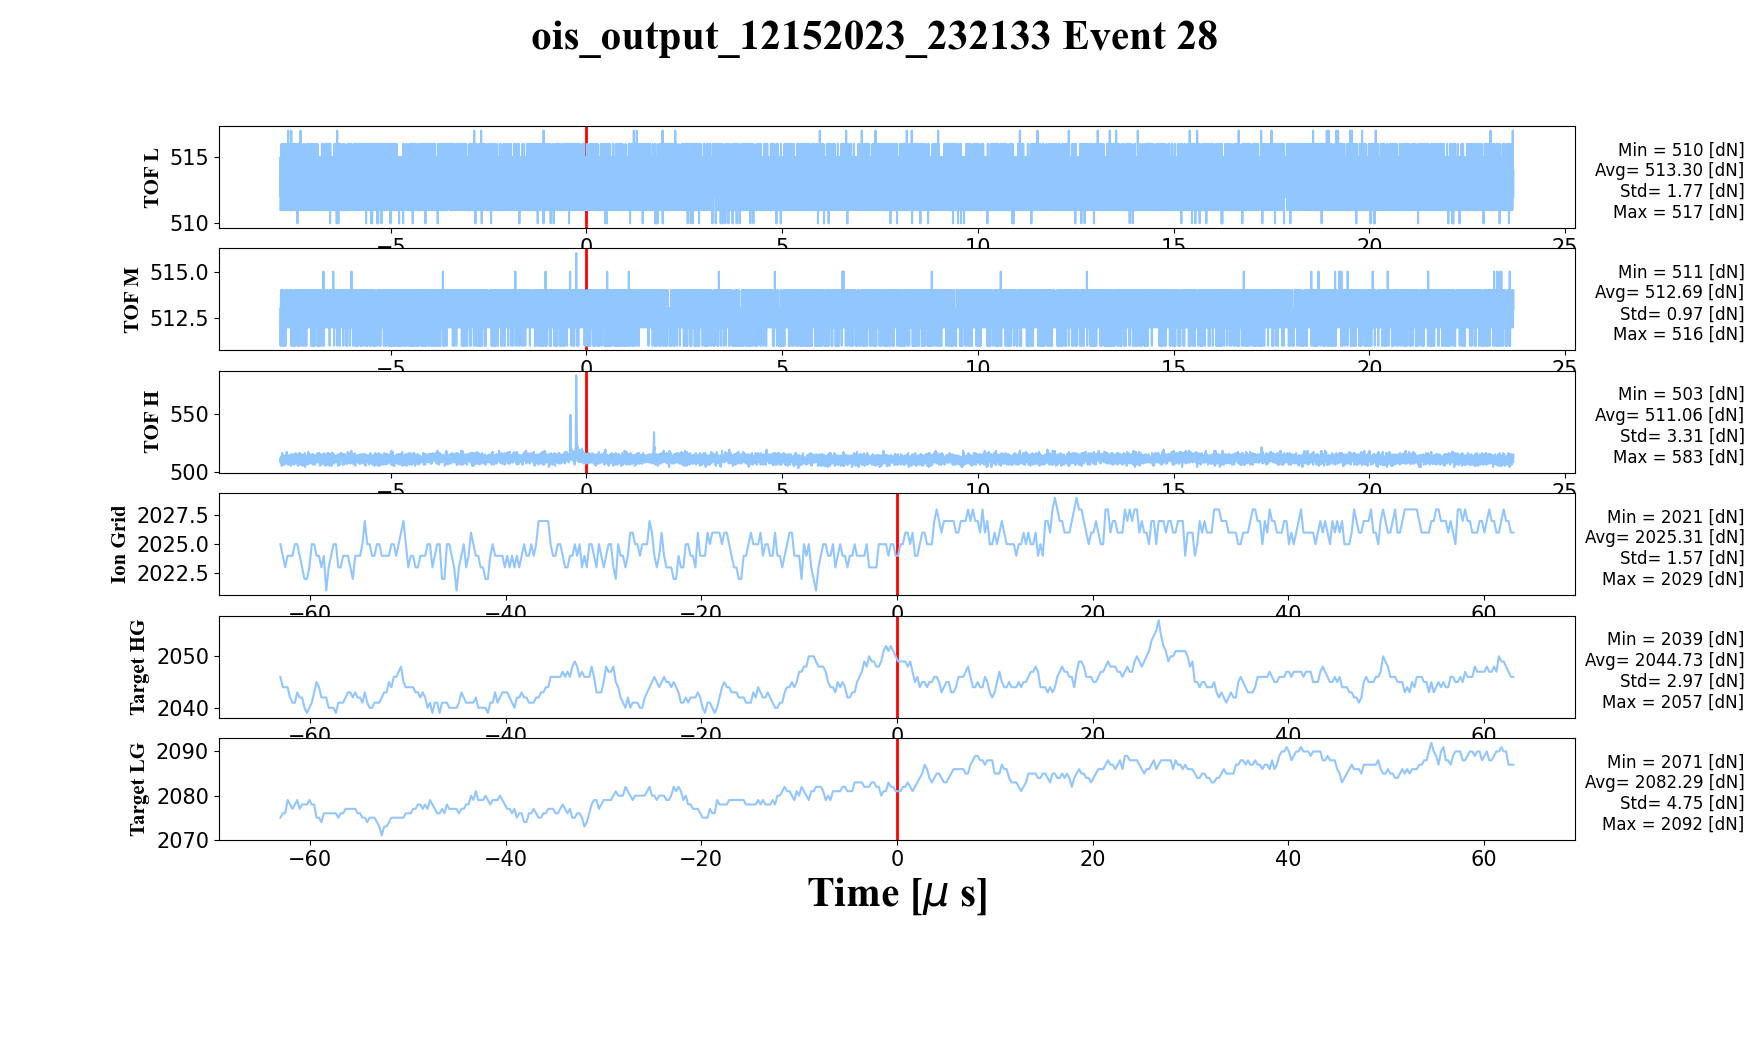 ois_output_12152023_232133 Event 28
TOF L
515
510
−5 0 5 10 15 20 25
Min = 510 [dN]
Avg= 513.30 [dN]
Std= 1.77 [dN]
Max = 517 [dN]
TOF M
515.0
512.5
−5 0 5 10 15 20 25
Min = 511 [dN]
Avg= 512.69 [dN]
Std= 0.97 [dN]
Max = 516 [dN]
TOF H
550
500
−5 0 5 10 15 20 25
Min = 503 [dN]
Avg= 511.06 [dN]
Std= 3.31 [dN]
Max = 583 [dN]
Ion Grid
2027.5
2025.0
2022.5
−60 −40 −20 0 20 40 60
Min = 2021 [dN]
Avg= 2025.31 [dN]
Std= 1.57 [dN]
Max = 2029 [dN]
Target HG
2050
2040
−60 −40 −20 0 20 40 60
Min = 2039 [dN]
Avg= 2044.73 [dN]
Std= 2.97 [dN]
Max = 2057 [dN]
Target LG
2090
2080
2070
−60 −40 −20 0 20 40 60
Min = 2071 [dN]
Avg= 2082.29 [dN]
Std= 4.75 [dN]
Max = 2092 [dN]
Time [μ s]